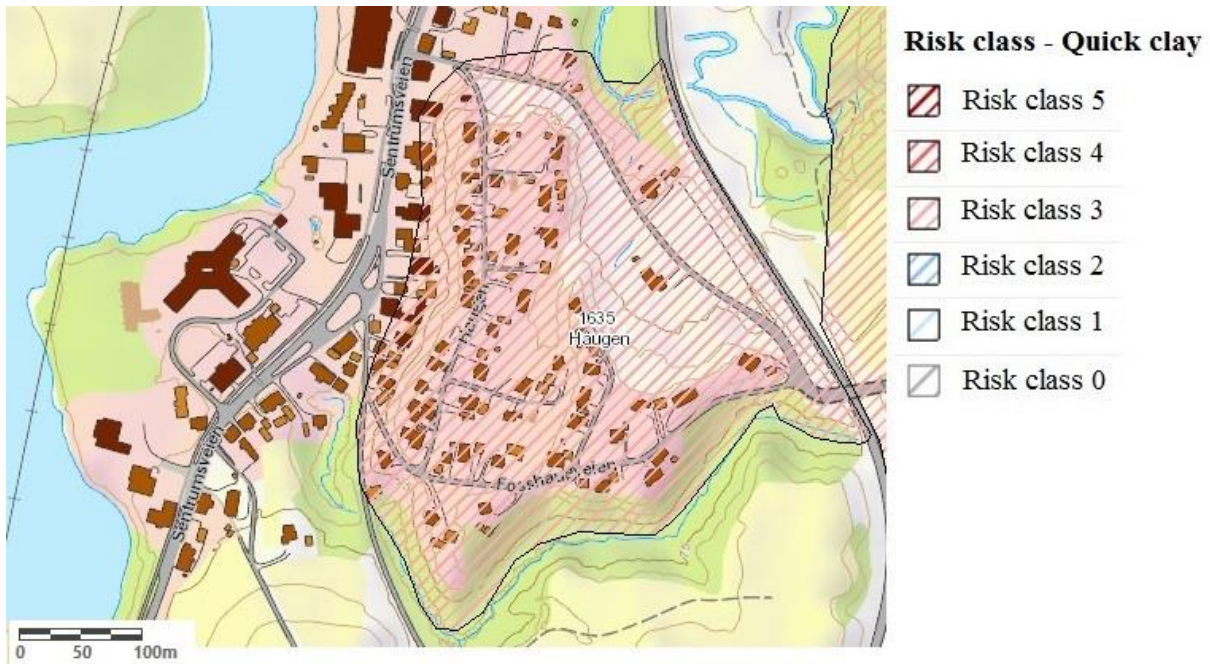 Risk class - Quick clay
Risk class 5
Risk class 4
Risk class 3
Risk class 2
Risk class 1
Risk class 0
Sentrumsveien
Haugen
1635
Haugen
Fosshaugveien
Sentrumsveien
75
0 50 100m